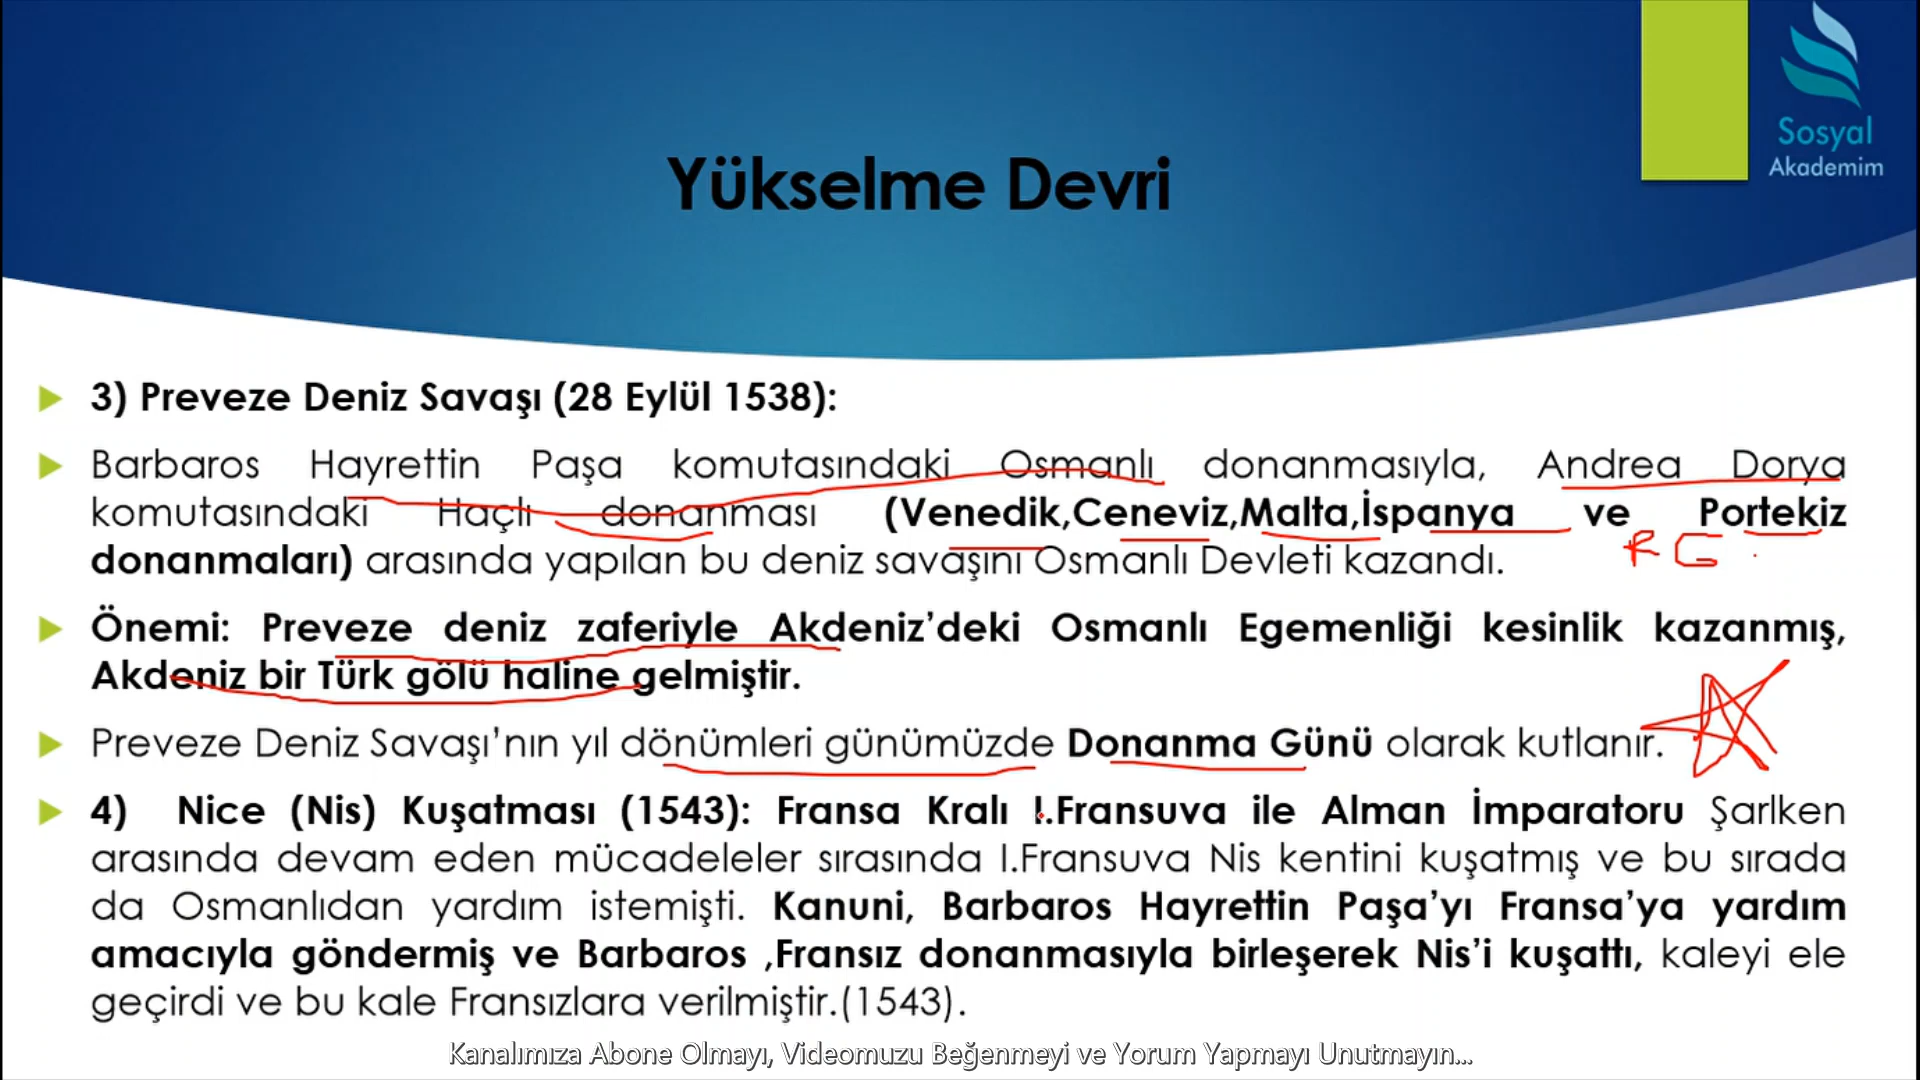 Sosyal
Akademim
Yükselme Devri
3) Preveze Deniz Savaşı (28 Eylül 1538):
Barbaros Hayrettin Paşa komutasındaki Osmanlı donanmasıyla, Andrea Dorya
komutasındaki Haçlı donanması (Venedik,Ceneviz,Malta,İspanya ve Portekiz
donanmaları) arasında yapılan bu deniz savaşını Osmanlı Devleti kazandı.
Önemi: Preveze deniz zaferiyle Akdeniz’deki Osmanlı Egemenliği kesinlik kazanmış,
Akdeniz bir Türk gölü haline gelmiştir.
Preveze Deniz Savaşı’nın yıl dönümleri günümüzde Donanma Günü olarak kutlanır.
4) Nice (Nis) Kuşatması (1543): Fransa Kralı I.Fransuva ile Alman İmparatoru Şarlken
arasında devam eden mücadeleler sırasında I.Fransuva Nis kentini kuşatmış ve bu sırada
da Osmanlıdan yardım istemişti. Kanuni, Barbaros Hayrettin Paşa’yı Fransa’ya yardım
amacıyla göndermiş ve Barbaros ,Fransız donanmasıyla birleşerek Nis’i kuşattı, kaleyi ele
geçirdi ve bu kale Fransızlara verilmiştir.(1543).
Kanalımıza Abone Olmayı, Videomuzu Beğenmeyi ve Yorum Yapmayı Unutmayın...